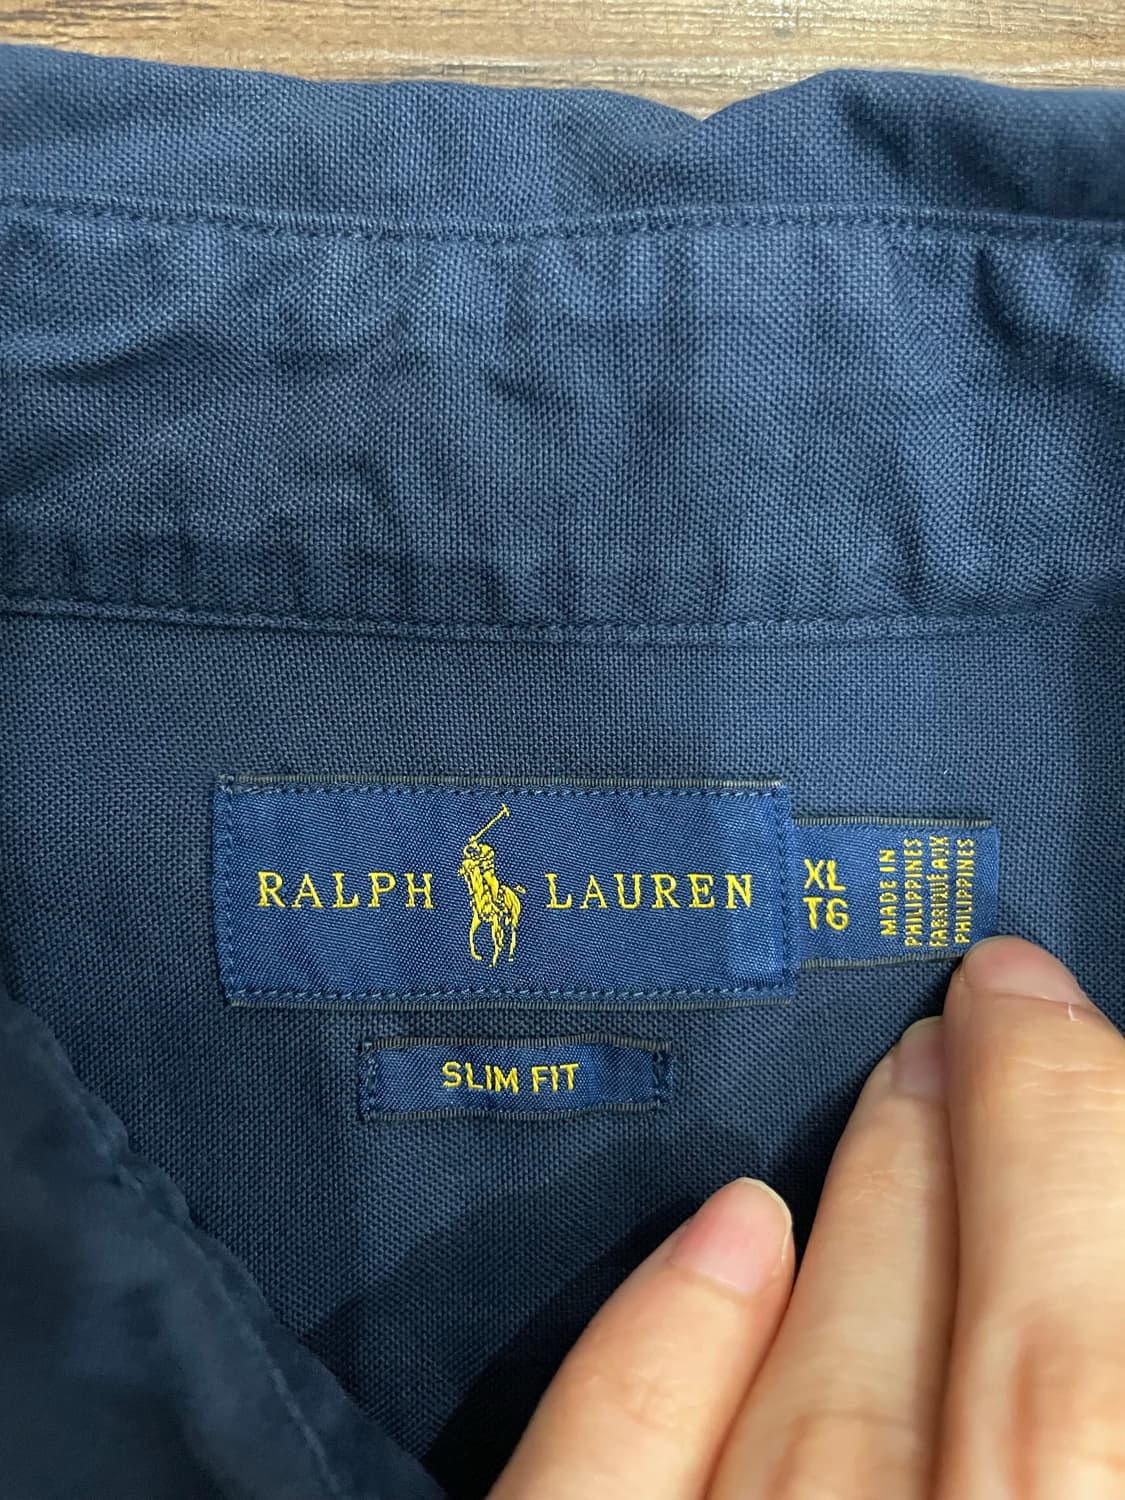 RALPH LAUREN
XL
TG
MADE IN
PHILIPPINES
FABRIQUÉ AUX
PHILIPPINES
SLIM FIT